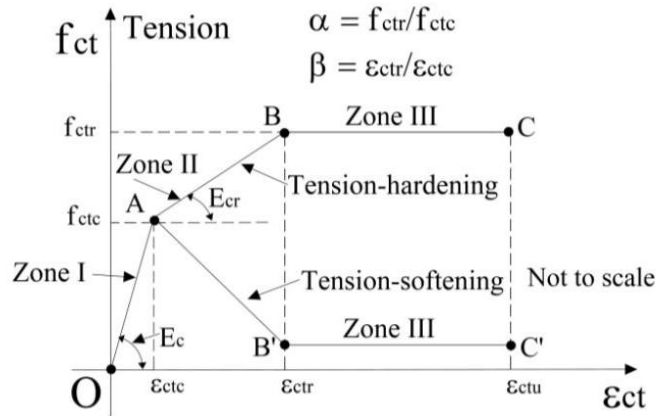 fct Tension
α = fctr/fctc
β = εctr/εctc
fctr
B
Zone III
C
Zone II
Tension-hardening
A
Ecr
fctc
Zone I
Tension-softening
Not to scale
Ec
B'
Zone III
C'
O
εctc
εctr
εctu
εct